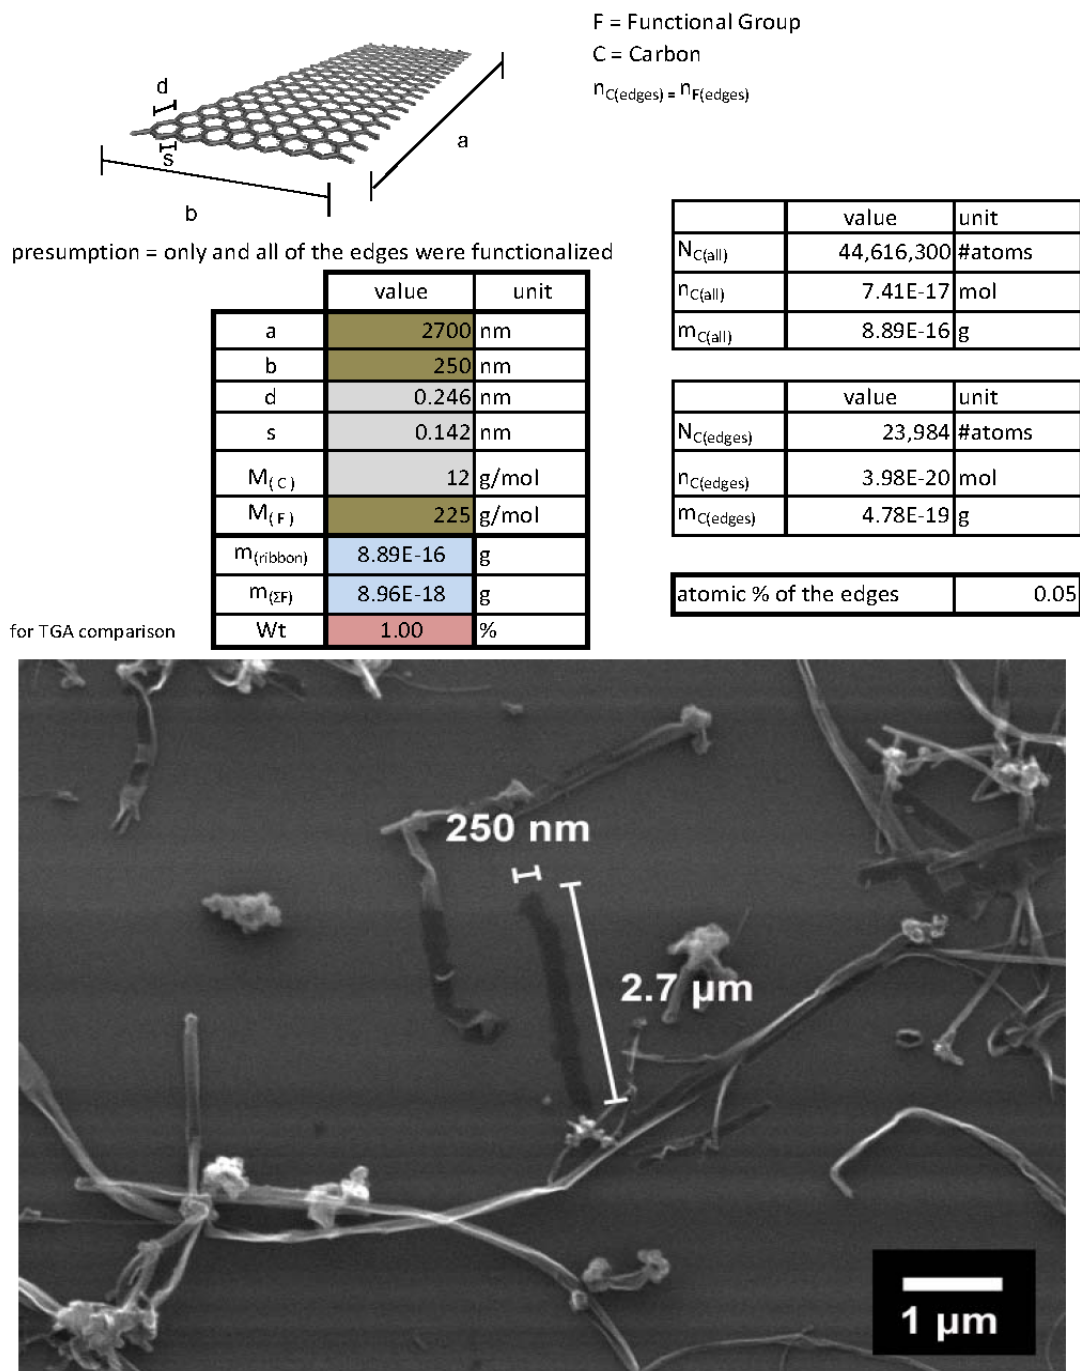 F = Functional Group
C = Carbon
nC(edges) = nF(edges)
d
s
a
b
presumption = only and all of the edges were functionalized
value unit
a 2700 nm
b 250 nm
d 0.246 nm
s 0.142 nm
M( C ) 12 g/mol
M( F ) 225 g/mol
m(ribbon) 8.89E-16 g
m(ΣF) 8.96E-18 g
for TGA comparison Wt 1.00 %
value unit
NC(all) 44,616,300 #atoms
nC(all) 7.41E-17 mol
mC(all) 8.89E-16 g
value unit
NC(edges) 23,984 #atoms
nC(edges) 3.98E-20 mol
mC(edges) 4.78E-19 g
atomic % of the edges 0.05
250 nm
2.7 µm
1 µm